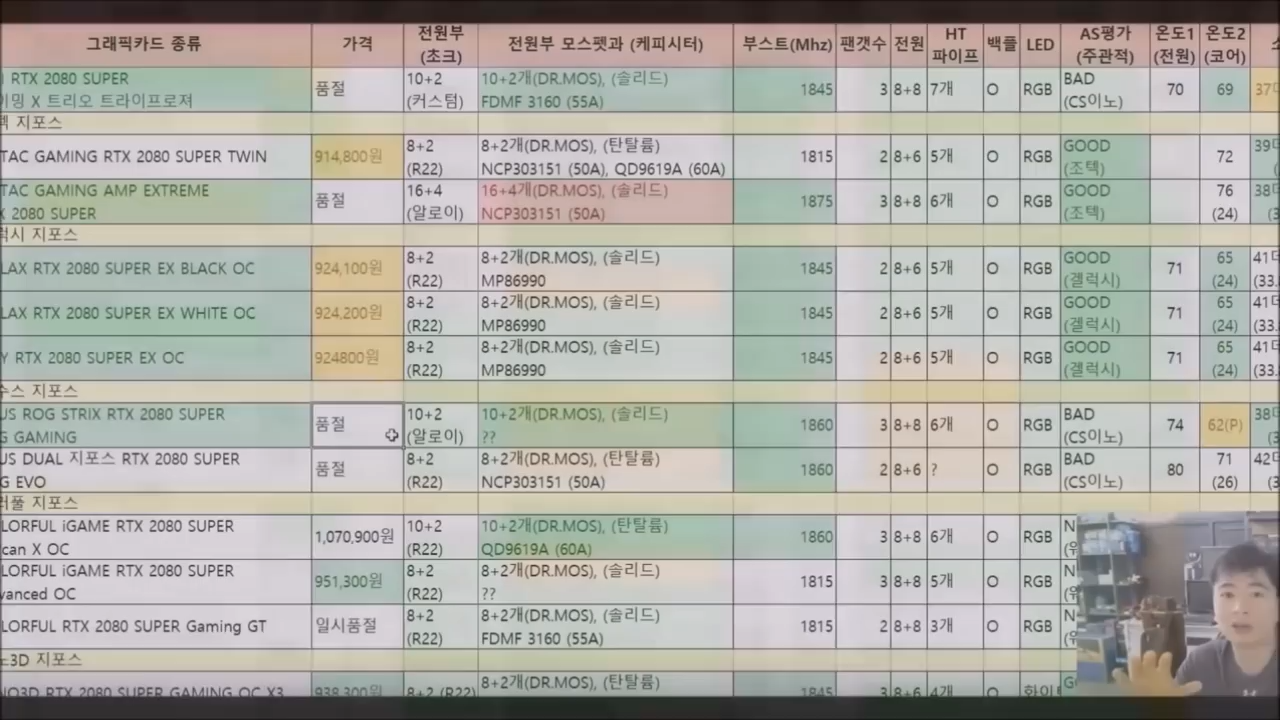 그래픽카드 종류 가격 전원부 (초크) 전원부 모스펫과 (케피시터) 부스트(Mhz) 팬갯수 전원 HT 파이프 백플 LED AS평가 (주관적) 온도1 (전원) 온도2 (코어)
RTX 2080 SUPER 품절 10+2 10+2개(DR.MOS), (솔리드) 1845 3 8+8 7개 O RGB BAD 70 69
이밍 X 트리오 트라이프로져 (커스텀) FDMF 3160 (55A) (CS이노)
지포스
TAC GAMING RTX 2080 SUPER TWIN 914,800원 8+2 8+2개(DR.MOS), (탄탈륨) 1815 2 8+6 5개 O RGB GOOD 72
(R22) NCP303151 (50A), QD9619A (60A) (조텍)
TAC GAMING AMP EXTREME 품절 16+4 16+4개(DR.MOS), (솔리드) 1875 3 8+8 6개 O RGB GOOD 76
2080 SUPER (알로이) NCP303151 (50A) (조텍) (24)
럭시 지포스
LAX RTX 2080 SUPER EX BLACK OC 924,100원 8+2 8+2개(DR.MOS), (솔리드) 1845 2 8+6 5개 O RGB GOOD 71 65
(R22) MP86990 (겔럭시) (24)
LAX RTX 2080 SUPER EX WHITE OC 924,200원 8+2 8+2개(DR.MOS), (솔리드) 1845 2 8+6 5개 O RGB GOOD 71 65
(R22) MP86990 (겔럭시) (24)
Y RTX 2080 SUPER EX OC 924800원 8+2 8+2개(DR.MOS), (솔리드) 1845 2 8+6 5개 O RGB GOOD 71 65
(R22) MP86990 (겔럭시) (24)
수스 지포스
US ROG STRIX RTX 2080 SUPER 품절 10+2 10+2개(DR.MOS), (솔리드) 1860 3 8+8 6개 O RGB BAD 74 62(P)
G GAMING (알로이) ?? (CS이노)
US DUAL 지포스 RTX 2080 SUPER 품절 8+2 8+2개(DR.MOS), (탄탈륨) 1860 2 8+6 ? O RGB BAD 80 71
G EVO (R22) NCP303151 (50A) (CS이노) (26)
러풀 지포스
LORFUL iGAME RTX 2080 SUPER 1,070,900원 10+2 10+2개(DR.MOS), (탄탈륨) 1860 3 8+8 6개 O RGB
can X OC (R22) QD9619A (60A)
LORFUL iGAME RTX 2080 SUPER 951,300원 8+2 8+2개(DR.MOS), (솔리드) 1815 3 8+8 5개 O RGB
vanced OC (R22) ??
LORFUL RTX 2080 SUPER Gaming GT 일시품절 8+2 8+2개(DR.MOS), (솔리드) 1815 2 8+8 3개 O RGB
(R22) FDMF 3160 (55A)
노3D 지포스
NO3D RTX 2080 SUPER GAMING OC X3 938,300원 8+2 (R22) 8+2개(DR.MOS), (탄탈륨) 1845 3 8+6 4개 O